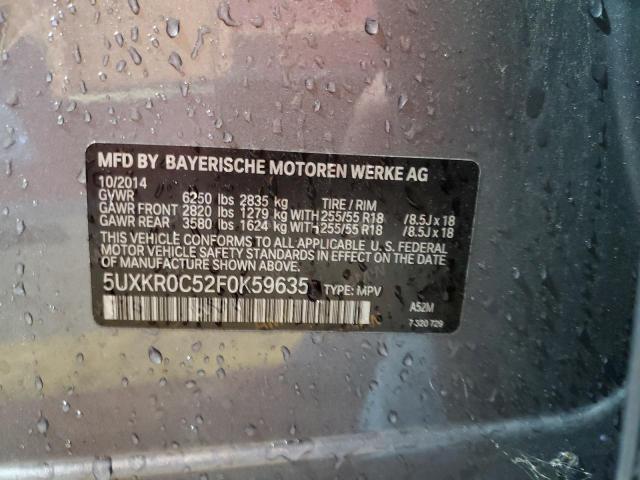 MFD BY BAYERISCHE MOTOREN WERKE AG
10/2014
GVWR 6250 lbs 2835 kg TIRE / RIM
GAWR FRONT 2820 lbs 1279 kg WITH 255/55 R18 /8.5J x 18
GAWR REAR 3580 lbs 1624 kg WITH 255/55 R18 /8.5J x 18
THIS VEHICLE CONFORMS TO ALL APPLICABLE U. S. FEDERAL
MOTOR VEHICLE SAFETY STANDARDS IN EFFECT ON THE DATE
OF MANUFACTURE SHOWN ABOVE.
5UXKR0C52F0K59635 TYPE: MPV
A52M
7 320 729